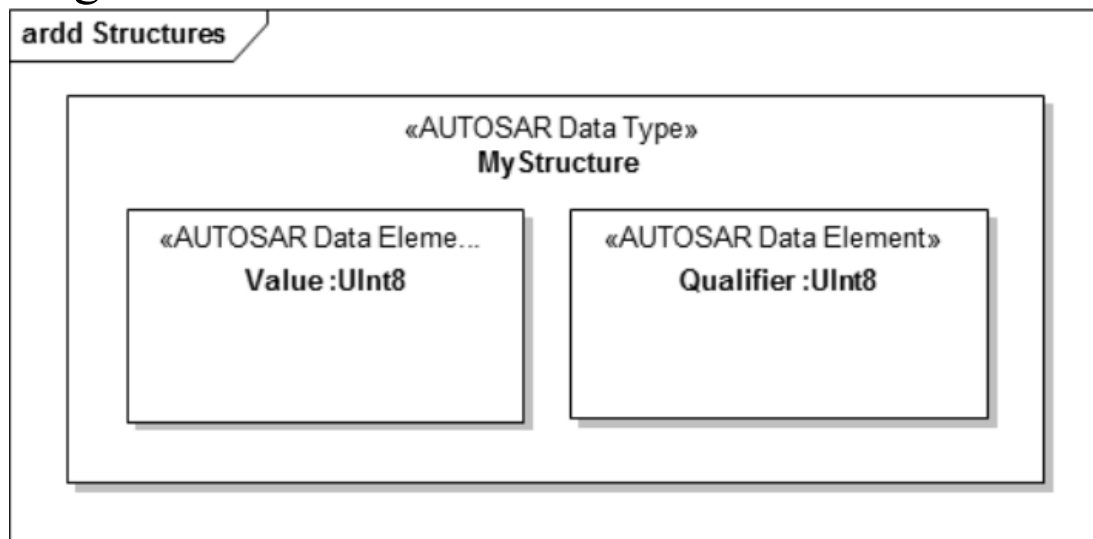 ardd Structures
«AUTOSAR Data Type»
MyStructure
«AUTOSAR Data Eleme...
Value :UInt8
«AUTOSAR Data Element»
Qualifier :UInt8